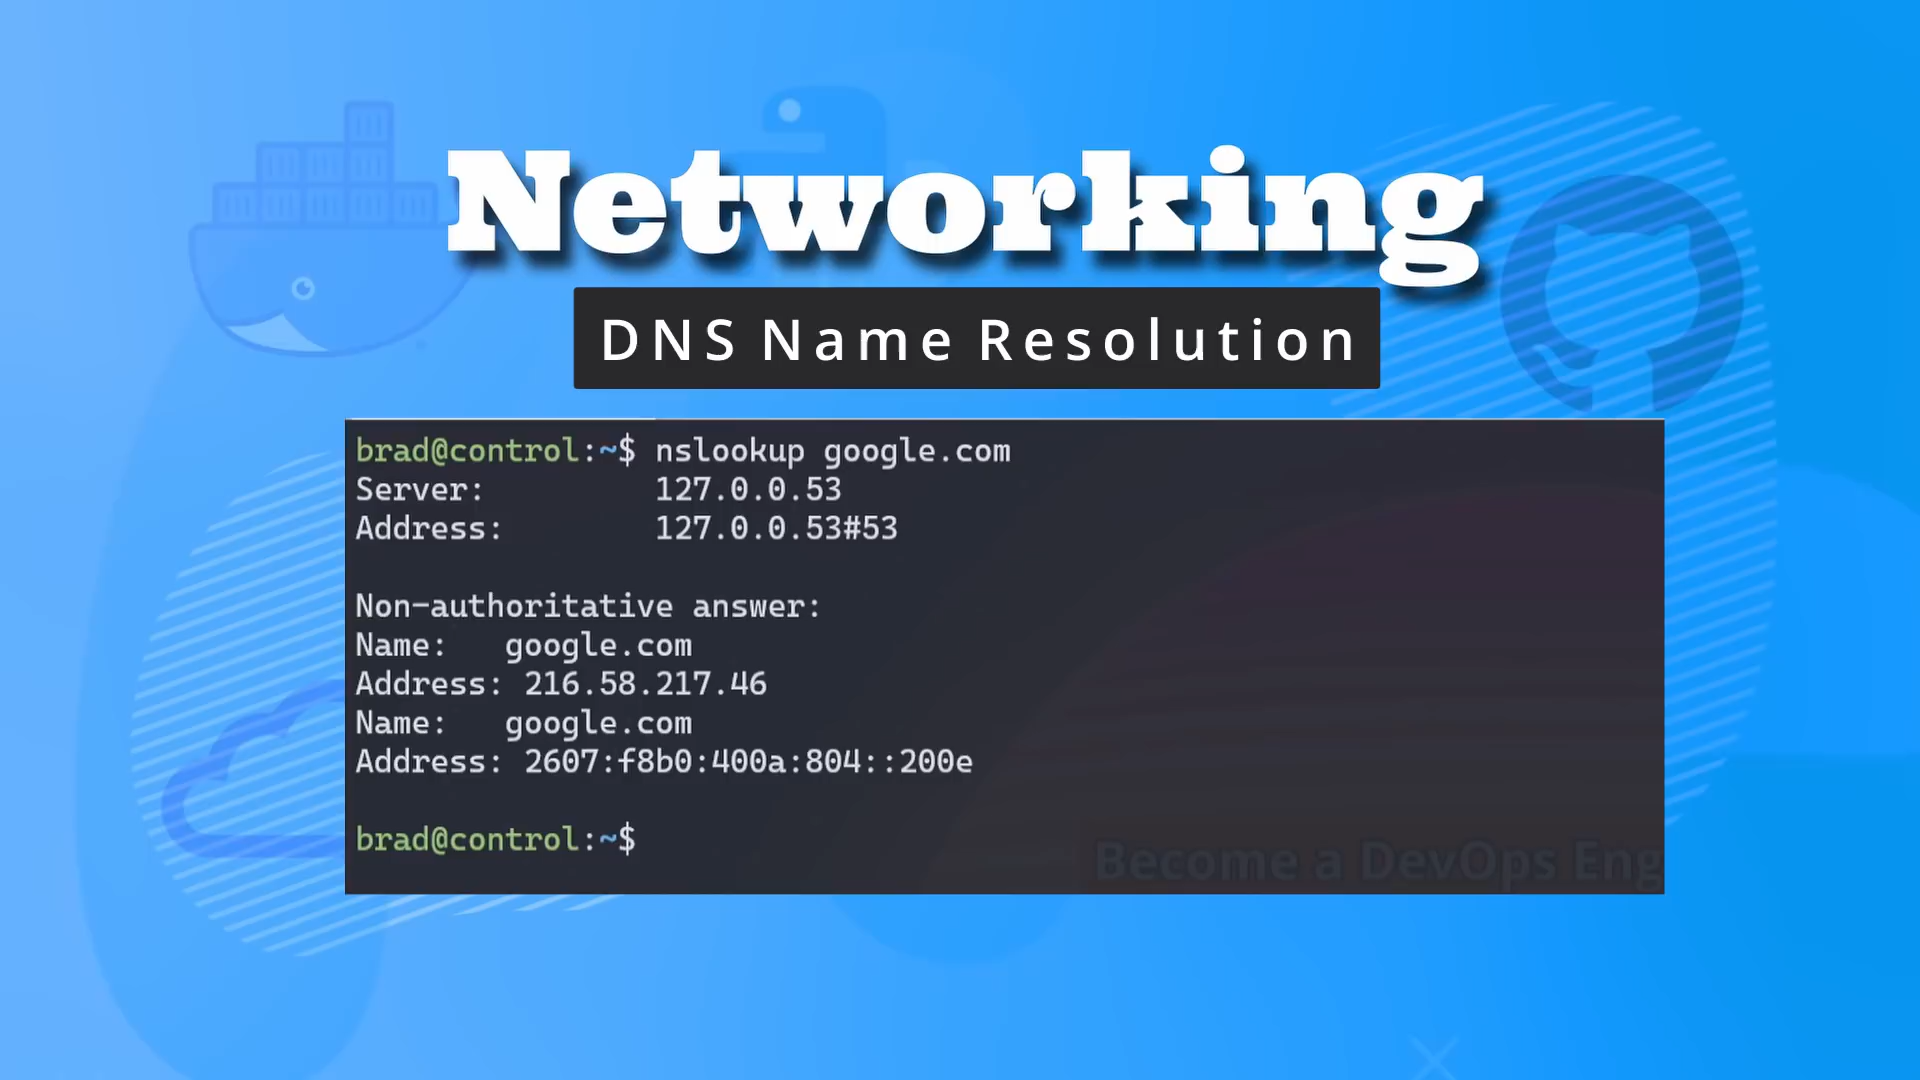 Networking
DNS Name Resolution
brad@control:~$ nslookup google.com
Server:         127.0.0.53
Address:        127.0.0.53#53
Non-authoritative answer:
Name:   google.com
Address: 216.58.217.46
Name:   google.com
Address: 2607:f8b0:400a:804::200e
brad@control:~$
Become a DevOps Eng